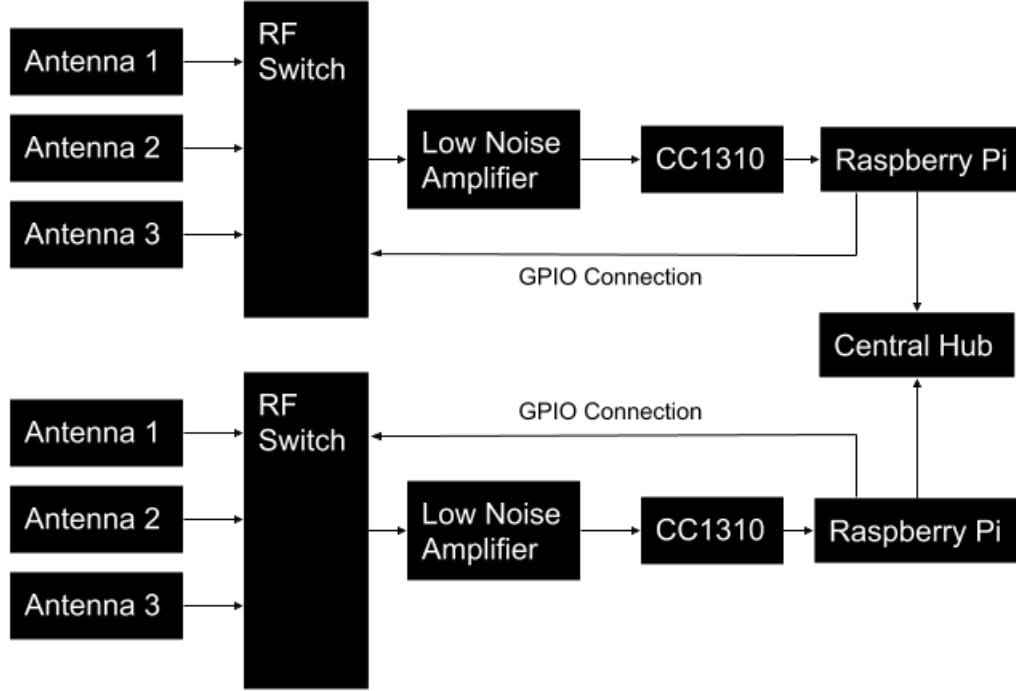 Antenna 1
Antenna 2
Antenna 3
RF
Switch
Low Noise
Amplifier
CC1310
Raspberry Pi
GPIO Connection
Central Hub
Antenna 1
Antenna 2
Antenna 3
RF
Switch
GPIO Connection
Low Noise
Amplifier
CC1310
Raspberry Pi